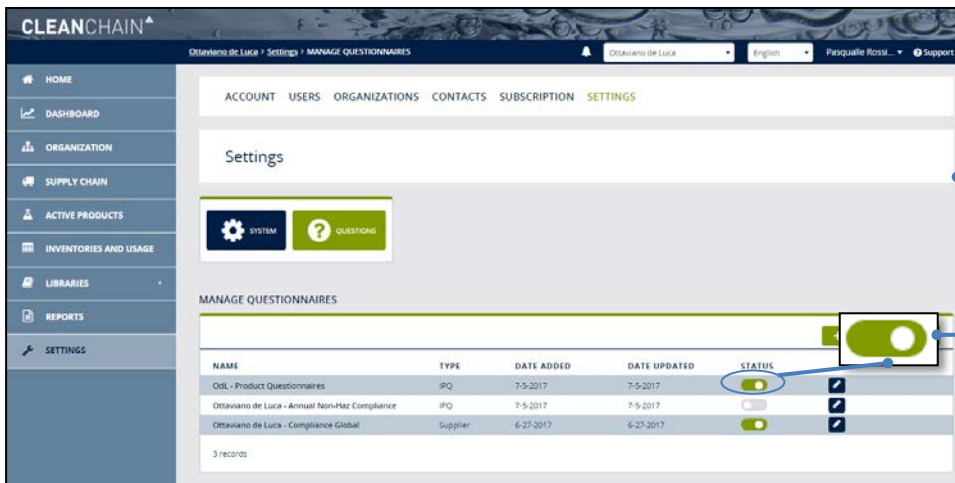 CLEANCHAIN
Ottaviano de Luca > Settings > MANAGE QUESTIONNAIRES
Ottaviano de Luca
English
Pasqualle Rossi...
Support
HOME
DASHBOARD
ORGANIZATION
SUPPLY CHAIN
ACTIVE PRODUCTS
INVENTORIES AND USAGE
LIBRARIES
REPORTS
SETTINGS
ACCOUNT USERS ORGANIZATIONS CONTACTS SUBSCRIPTION SETTINGS
Settings
SYSTEM
? QUESTIONS
MANAGE QUESTIONNAIRES
+
NAME TYPE DATE ADDED DATE UPDATED STATUS
OdL - Product Questionnaires IPQ 7-5-2017 7-5-2017
Ottaviano de Luca - Annual Non-Haz Compliance IPQ 7-5-2017 7-5-2017
Ottaviano de Luca - Compliance Global Supplier 6-27-2017 6-27-2017
3 records